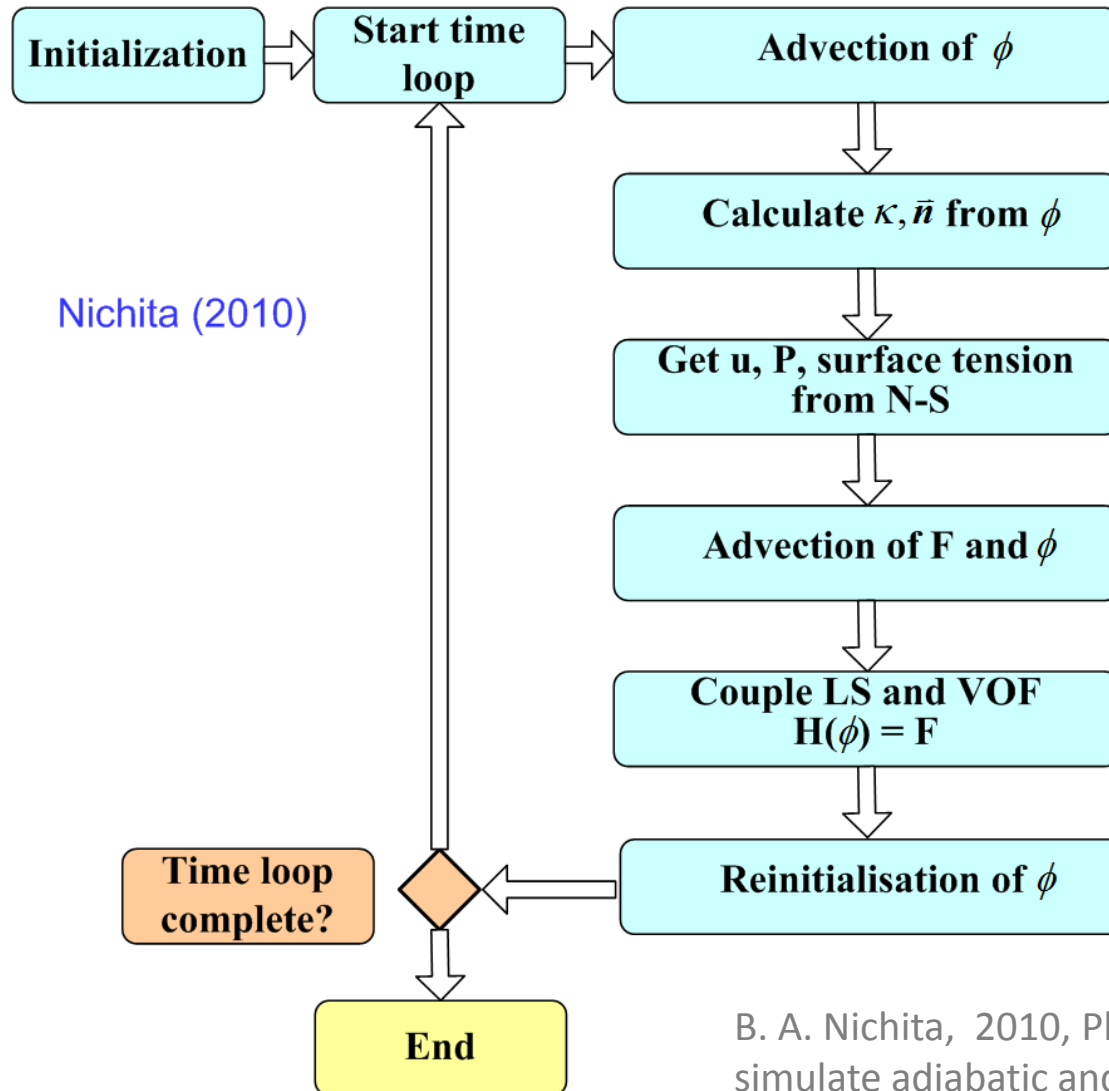 Initialization
Start time
loop
Advection of ϕ
Calculate κ, n̄ from ϕ
Nichita (2010)
Get u, P, surface tension
from N-S
Advection of F and ϕ
Couple LS and VOF
H(ϕ) = F
Reinitialisation of ϕ
Time loop
complete?
End
B. A. Nichita, 2010,
simulate adiabatic and